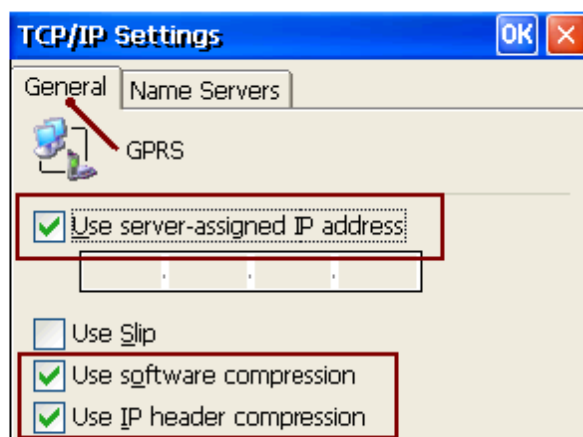 TCP/IP Settings OK
General Name Servers
GPRS
Use server-assigned IP address
. . .
Use Slip
Use software compression
Use IP header compression